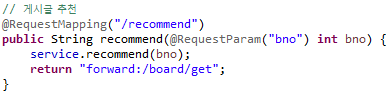 // 게시글 추천
@RequestMapping("/recommend")
public String recommend(@RequestParam("bno") int bno) {
    service.recommend(bno);
    return "forward:/board/get";
}